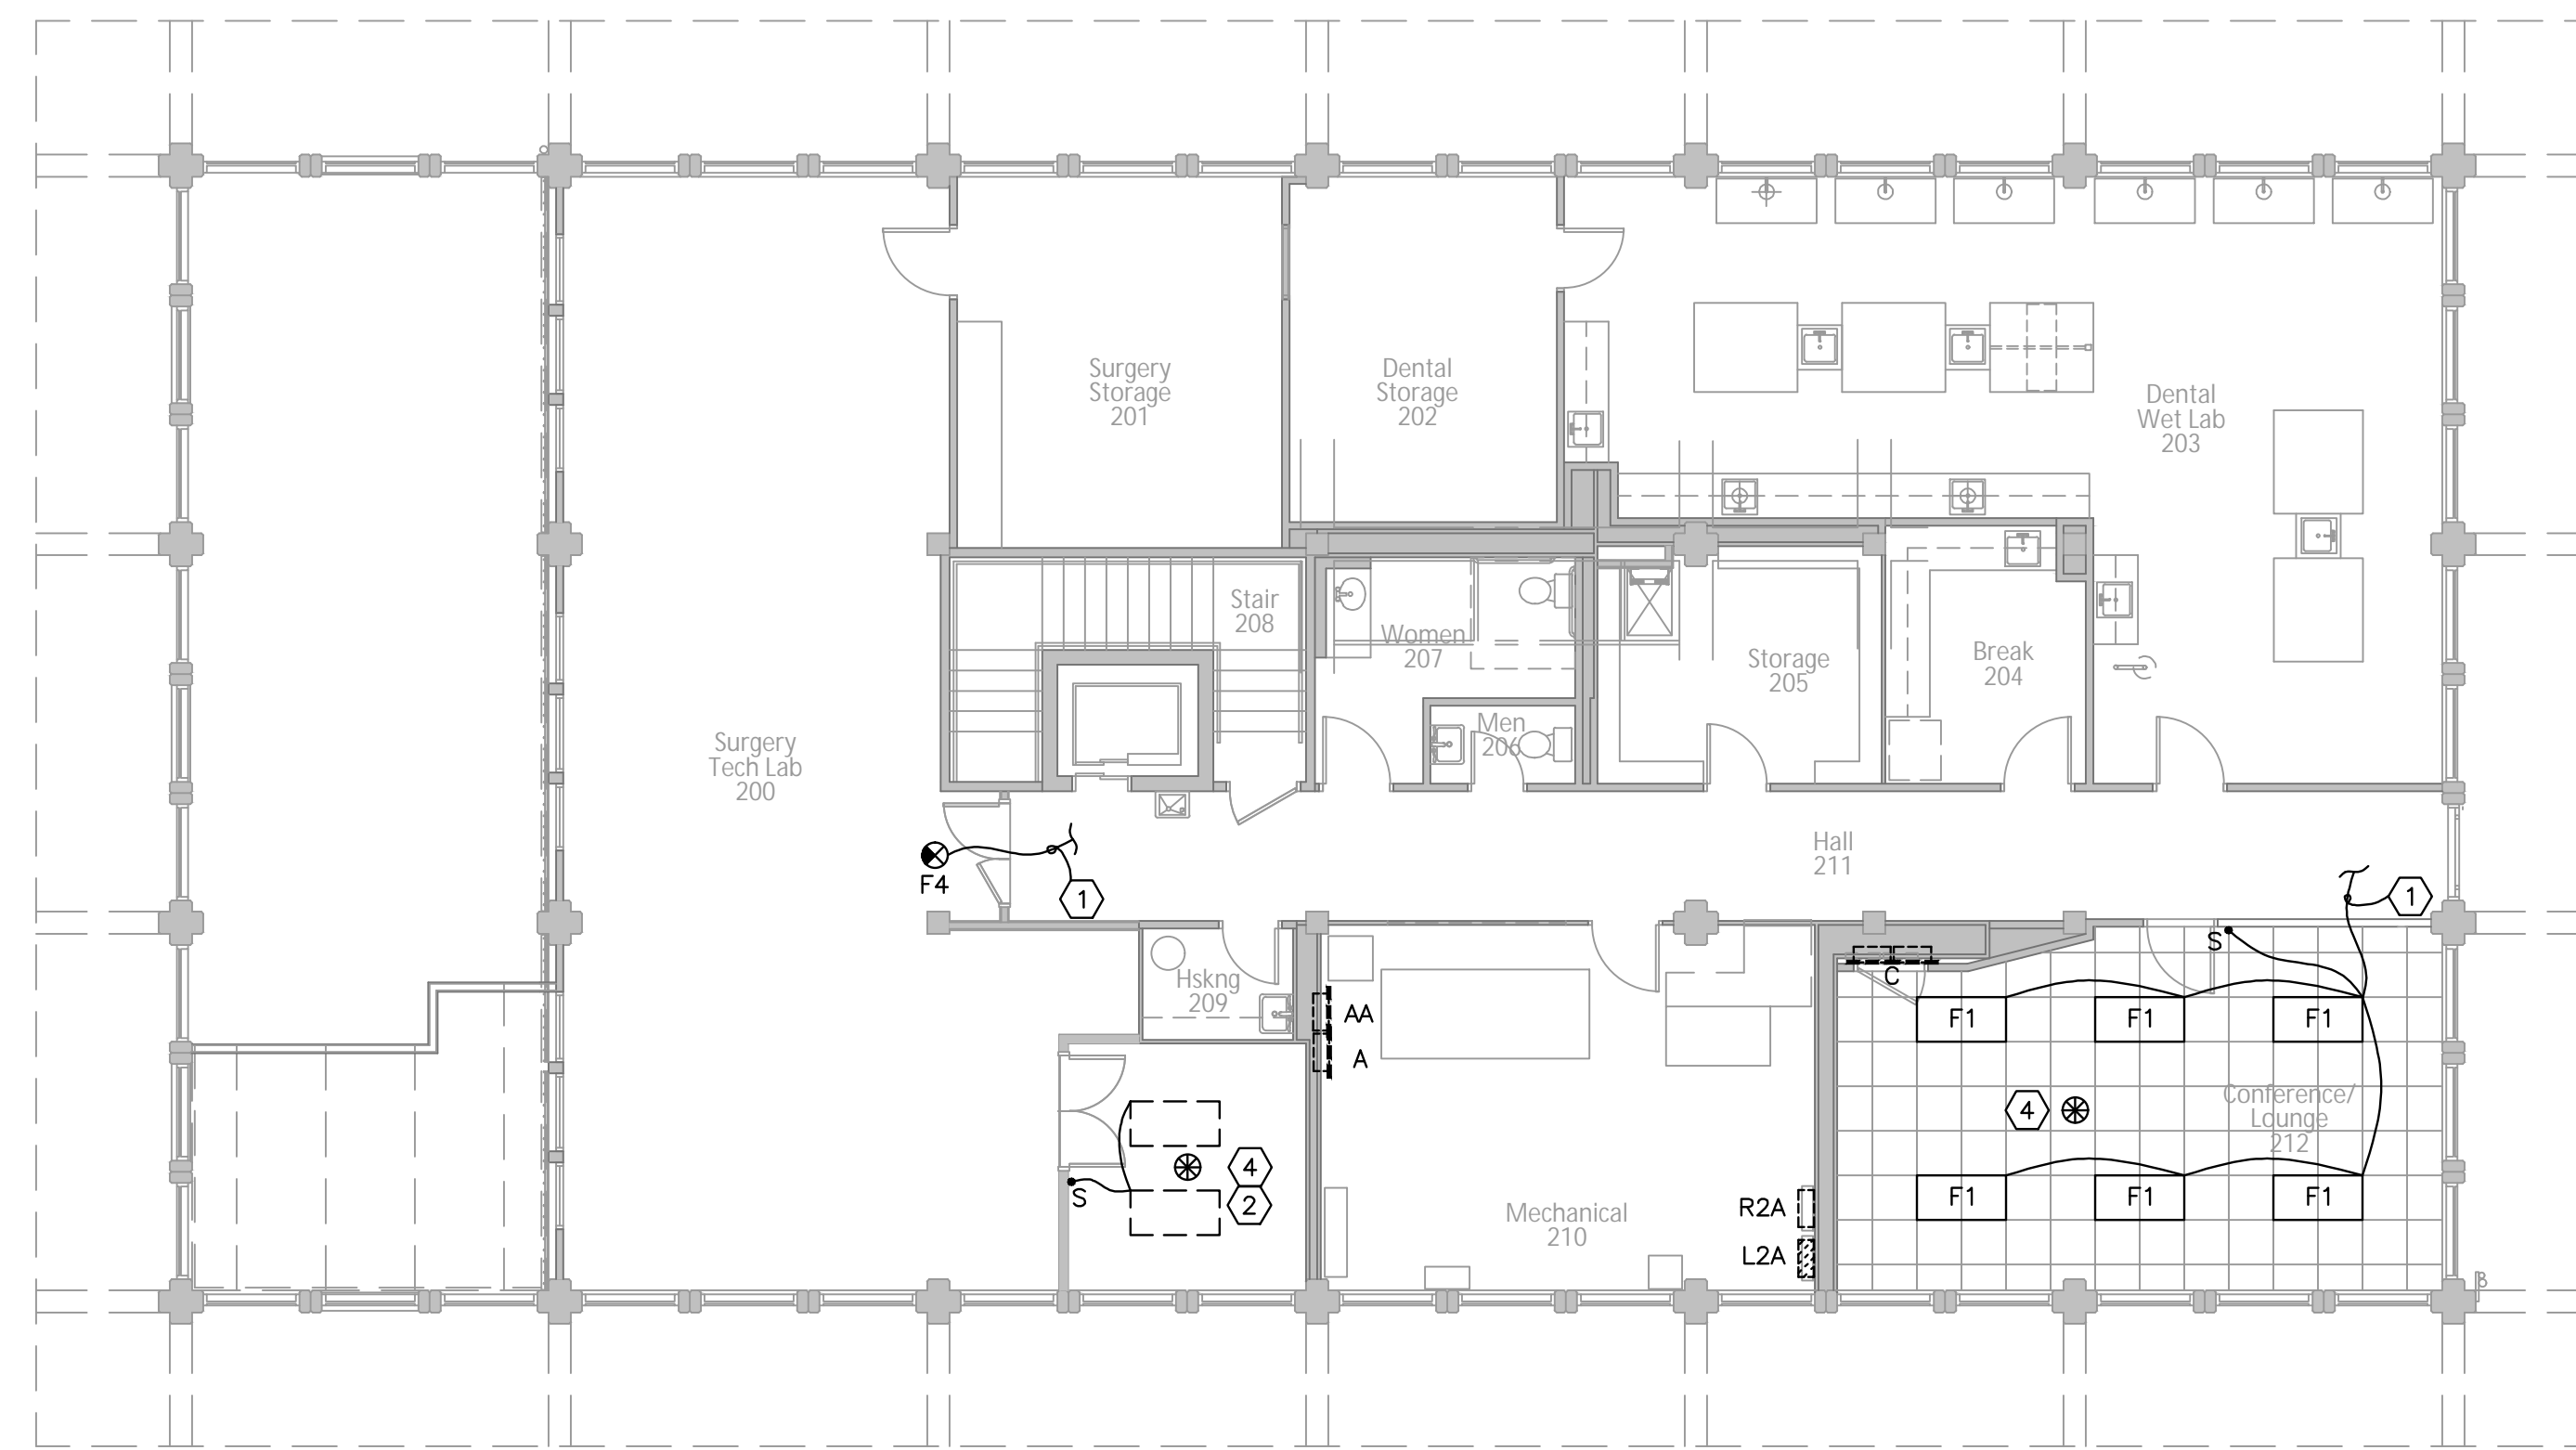 Surgery
Storage
201
Dental
Storage
202
Dental
Wet Lab
203
Stair
208
Women
207
Men
206
Storage
205
Break
204
Surgery
Tech Lab
200
Hall
211
F4
1
1
S
C
Hskng
209
AA
A
F1
F1
F1
4
Conference/
Lounge
212
4
2
S
F1
F1
F1
Mechanical
210
R2A
L2A
B